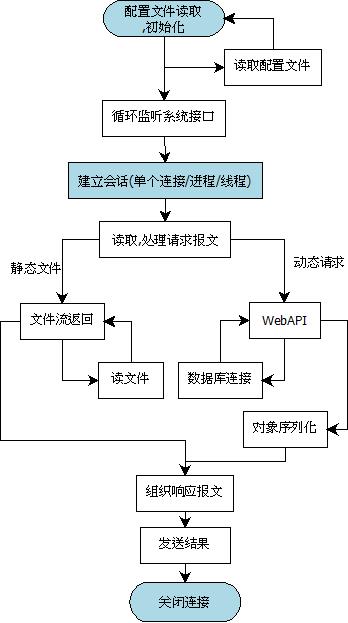 配置文件读取
,初始化
读取配置文件
循环监听系统接口
建立会话(单个连接/进程/线程)
读取,处理请求报文
静态文件
动态请求
文件流返回
WebAPI
读文件
数据库连接
对象序列化
组织响应报文
发送结果
关闭连接